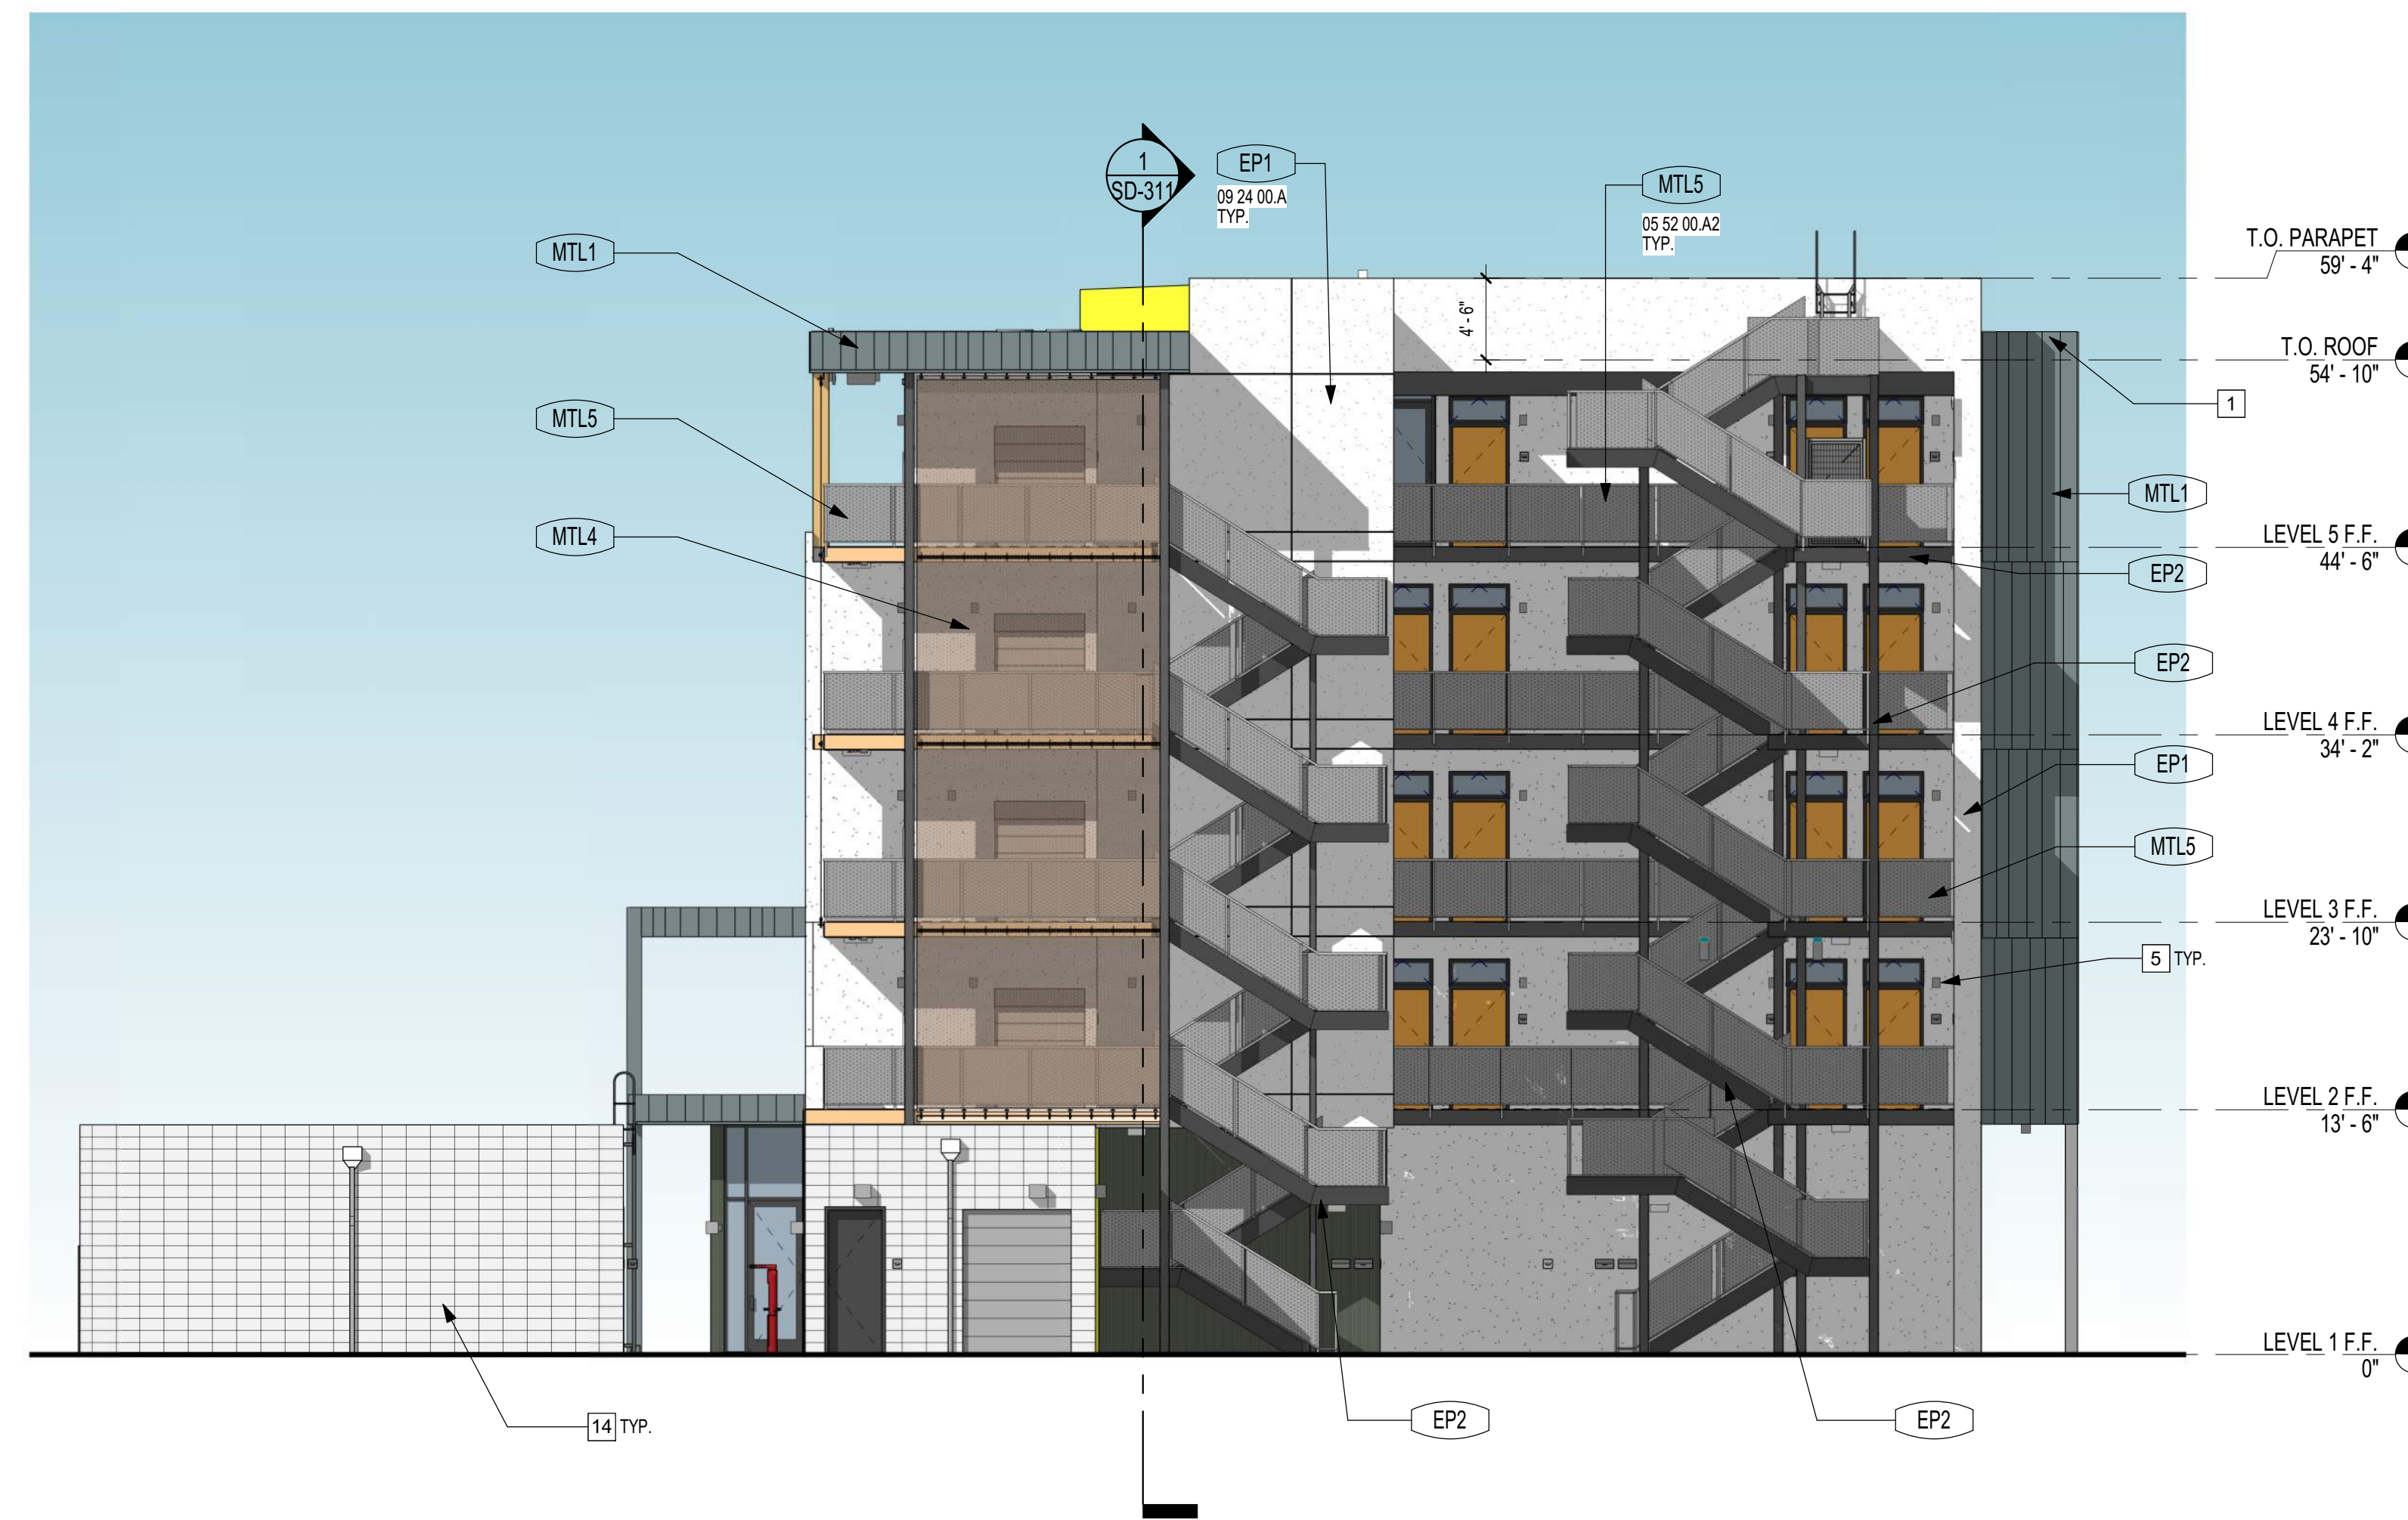 1
SD-311
EP1
09 24 00.A
TYP.
MTL5
05 52 00.A2
TYP.
MTL1
T.O. PARAPET
59' - 4"
4' - 6"
T.O. ROOF
54' - 10"
1
MTL5
MTL1
MTL4
LEVEL 5 F.F.
44' - 6"
EP2
EP2
LEVEL 4 F.F.
34' - 2"
EP1
MTL5
LEVEL 3 F.F.
23' - 10"
5 TYP.
LEVEL 2 F.F.
13' - 6"
LEVEL 1 F.F.
0"
14 TYP.
EP2
EP2